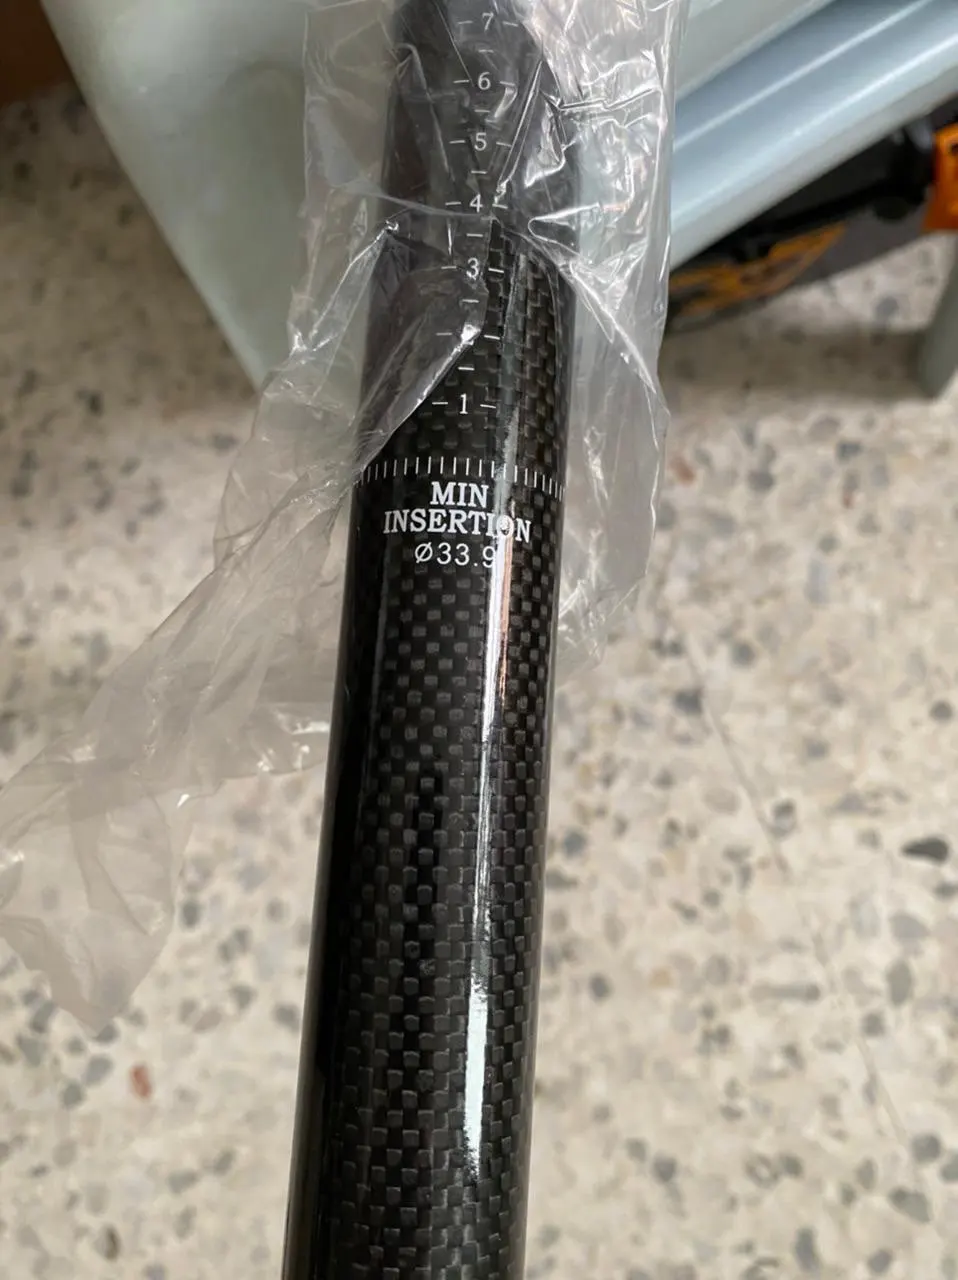 - 7 -
- 6 -
- 5 -
- 4 -
- 3 -
- 1 -
MIN
INSERTION
Ø33.9